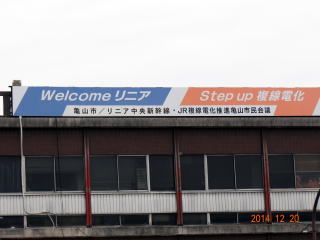 Welcome リニア
Step up 複線電化
亀山市／リニア中央新幹線・JR複線電化推進亀山市民会議
2014 12 20